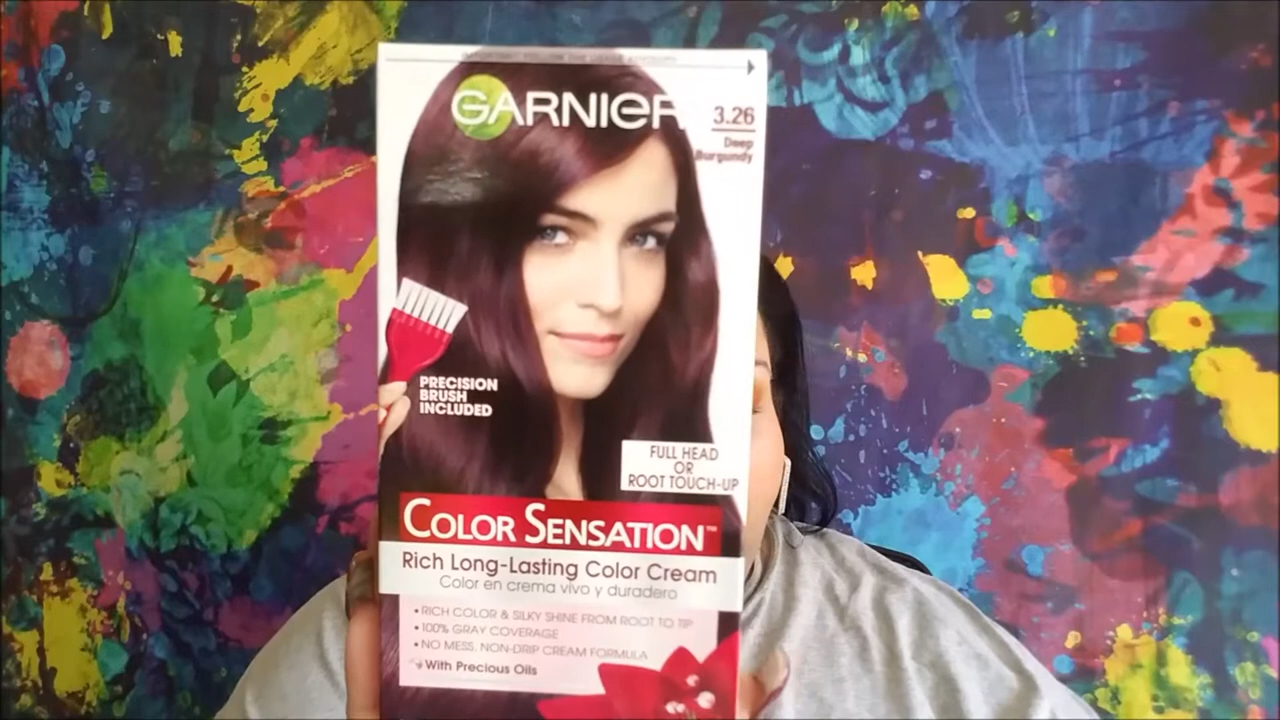 GARNIER
3.26
Deep
Burgundy
PRECISION
BRUSH
INCLUDED
FULL HEAD
OR
ROOT TOUCH-UP
COLOR SENSATION™
Rich Long-Lasting Color Cream
Color en crema vivo y duradero
• RICH COLOR & SILKY SHINE FROM ROOT TO TIP
• 100% GRAY COVERAGE
• NO MESS, NON-DRIP CREAM FORMULA
With Precious Oils